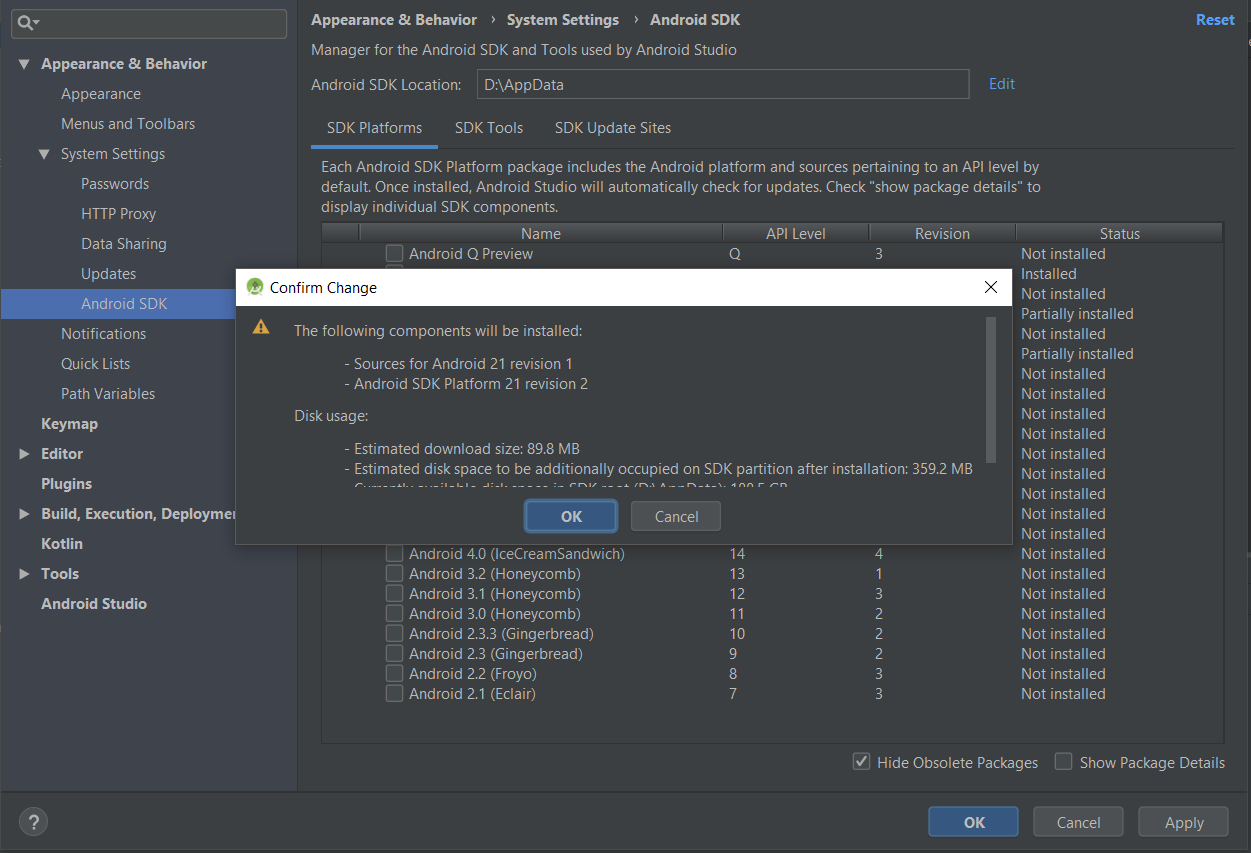 Appearance & Behavior › System Settings › Android SDK
Reset
Manager for the Android SDK and Tools used by Android Studio
Android SDK Location: D:\AppData Edit
Appearance & Behavior
Appearance
Menus and Toolbars
System Settings
Passwords
HTTP Proxy
Data Sharing
Updates
Android SDK
Notifications
Quick Lists
Path Variables
Keymap
Editor
Plugins
Build, Execution, Deploymen
Kotlin
Tools
Android Studio
SDK Platforms SDK Tools SDK Update Sites
Each Android SDK Platform package includes the Android platform and sources pertaining to an API level by
default. Once installed, Android Studio will automatically check for updates. Check "show package details" to
display individual SDK components.
Name API Level Revision Status
Android Q Preview Q 3 Not installed
Installed
Not installed
Partially installed
Not installed
Partially installed
Not installed
Not installed
Not installed
Not installed
Not installed
Not installed
Not installed
Not installed
Not installed
Confirm Change
The following components will be installed:
- Sources for Android 21 revision 1
- Android SDK Platform 21 revision 2
Disk usage:
- Estimated download size: 89.8 MB
- Estimated disk space to be additionally occupied on SDK partition after installation: 359.2 MB
- Currently available disk space in SDK root (D:\AppData):
OK Cancel
Android 4.0 (IceCreamSandwich) 14 4 Not installed
Android 3.2 (Honeycomb) 13 1 Not installed
Android 3.1 (Honeycomb) 12 3 Not installed
Android 3.0 (Honeycomb) 11 2 Not installed
Android 2.3.3 (Gingerbread) 10 2 Not installed
Android 2.3 (Gingerbread) 9 2 Not installed
Android 2.2 (Froyo) 8 3 Not installed
Android 2.1 (Eclair) 7 3 Not installed
Hide Obsolete Packages Show Package Details
? OK Cancel Apply